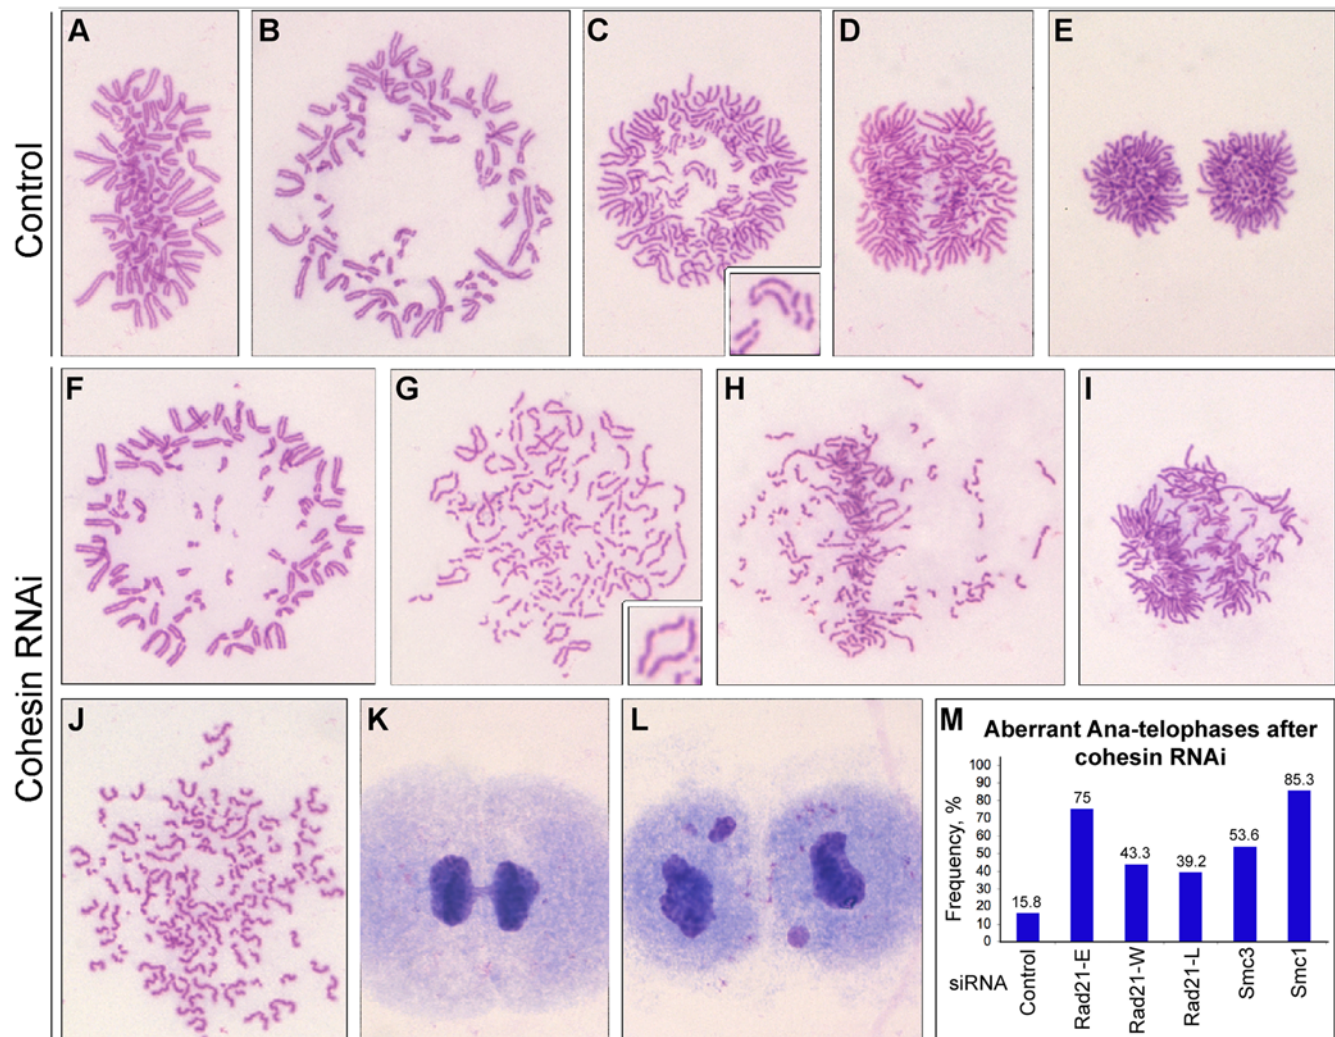 Control
A
B
C
D
E
Cohesin RNAi
F
G
H
I
J
K
L
M
Aberrant Ana-telophases after
cohesin RNAi
Frequency, %
100
90
80
70
60
50
40
30
20
10
0
15.8
75
43.3
39.2
53.6
85.3
siRNA
Control
Rad21-E
Rad21-W
Rad21-L
Smc3
Smc1